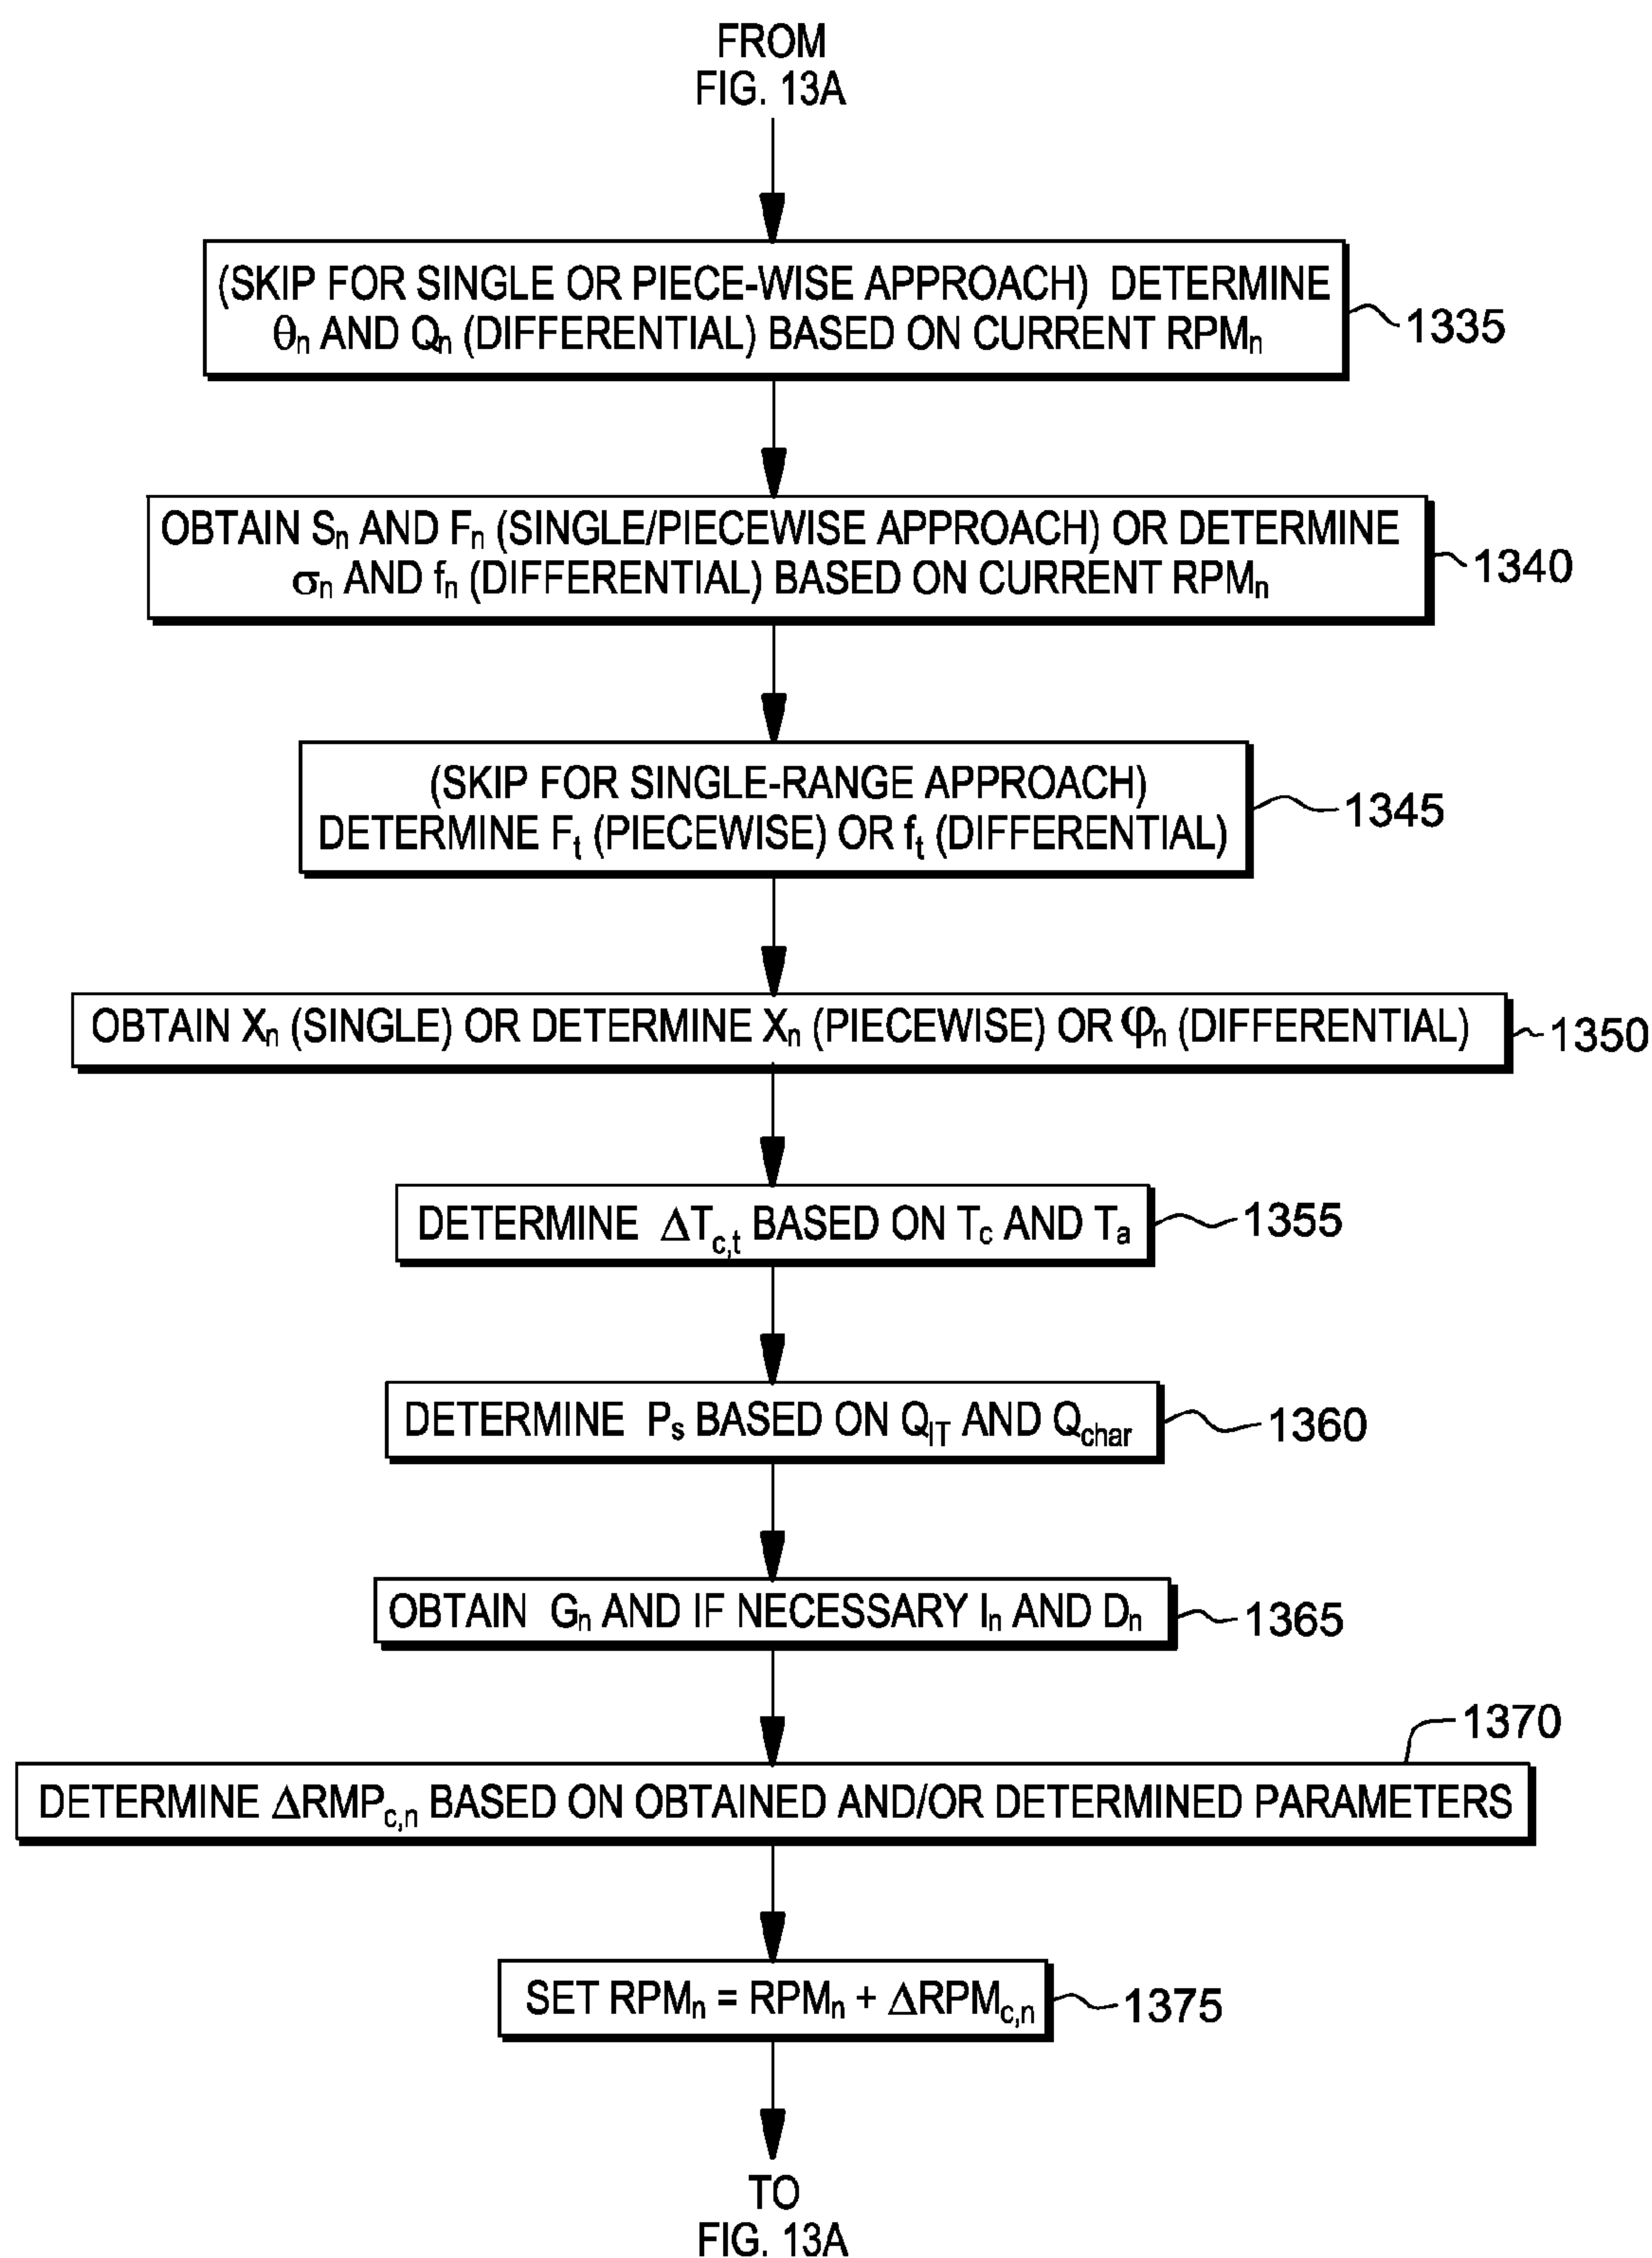 FROM
FIG. 13A
(SKIP FOR SINGLE OR PIECE-WISE APPROACH) DETERMINE
θn AND Qn (DIFFERENTIAL) BASED ON CURRENT RPMn
1335
OBTAIN Sn AND Fn (SINGLE/PIECEWISE APPROACH) OR DETERMINE
σn AND fn (DIFFERENTIAL) BASED ON CURRENT RPMn
1340
(SKIP FOR SINGLE-RANGE APPROACH)
DETERMINE Ft (PIECEWISE) OR ft (DIFFERENTIAL)
1345
OBTAIN Xn (SINGLE) OR DETERMINE Xn (PIECEWISE) OR φn (DIFFERENTIAL)
1350
DETERMINE ΔTc,t BASED ON Tc AND Ta
1355
DETERMINE Ps BASED ON QIT AND Qchar
1360
OBTAIN Gn AND IF NECESSARY In AND Dn
1365
1370
DETERMINE ΔRMPc,n BASED ON OBTAINED AND/OR DETERMINED PARAMETERS
SET RPMn = RPMn + ΔRPMc,n
1375
TO
FIG. 13A